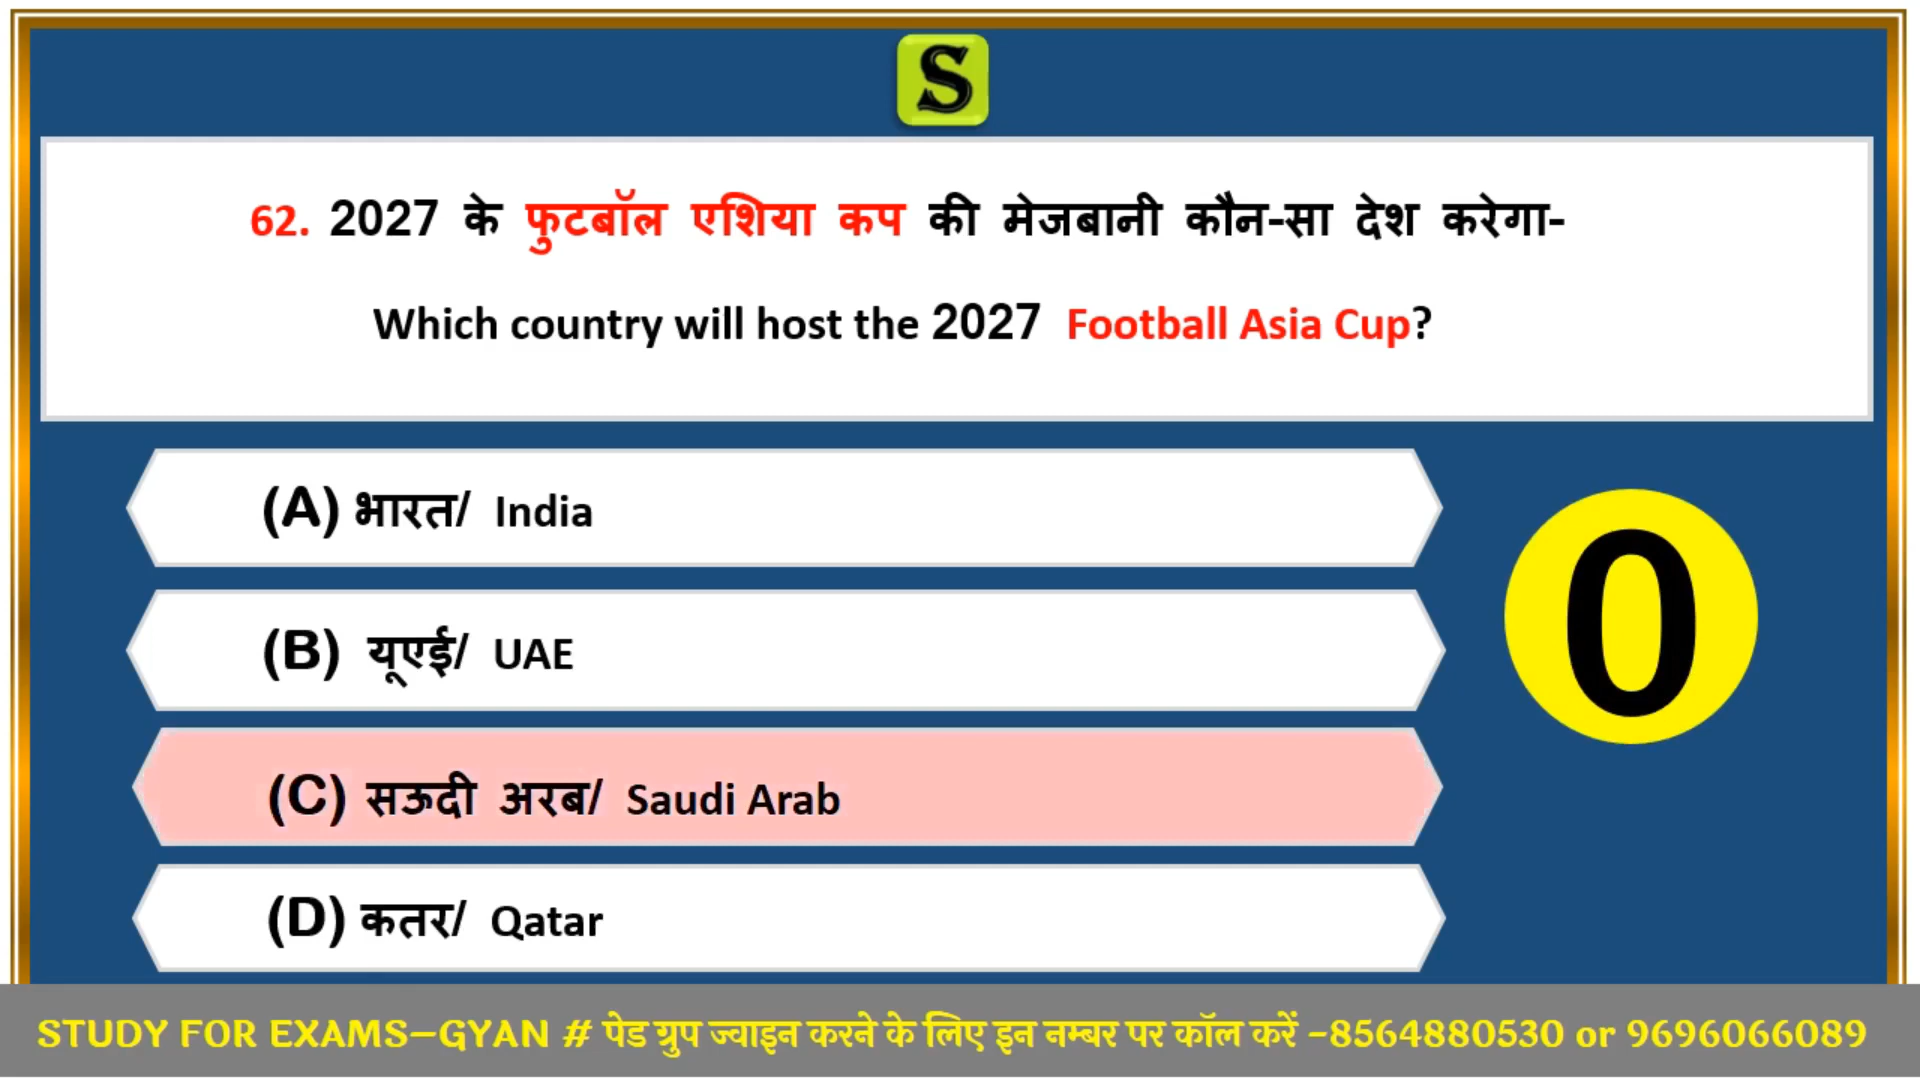 S
62. 2027 के फुटबॉल एशिया कप की मेजबानी कौन-सा देश करेगा-
Which country will host the 2027 Football Asia Cup?
(A) भारत/ India
(B) यूएई/ UAE
(C) सऊदी अरब/ Saudi Arab
(D) कतर/ Qatar
0
STUDY FOR EXAMS–GYAN # पेड ग्रुप ज्वाइन करने के लिए इन नम्बर पर कॉल करें -8564880530 or 9696066089